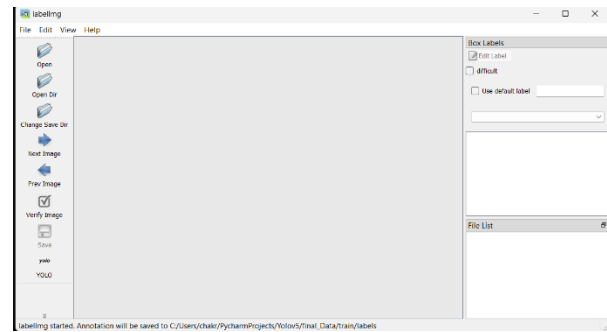 labelImg
File Edit View Help
Open
Open Dir
Change Save Dir
Next Image
Prev Image
Verify Image
Save
yolo
YOLO
Box Labels
Edit Label
difficult
Use default label
File List
labelImg started. Annotation will be saved to C:/Users/chakr/PycharmProjects/Yolov5/final_Data/train/labels